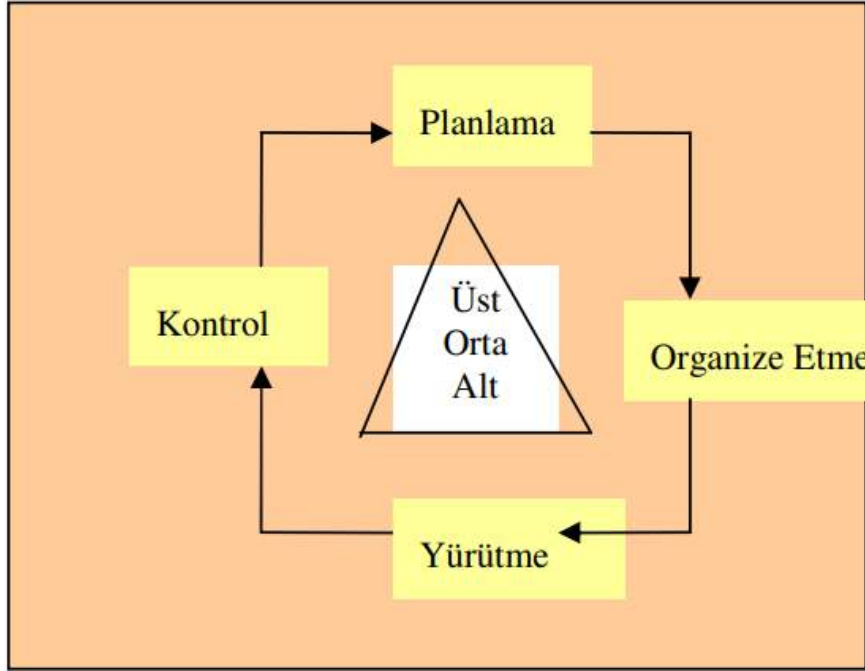 Planlama
Kontrol
Üst
Orta
Alt
Organize Etme
Yürütme